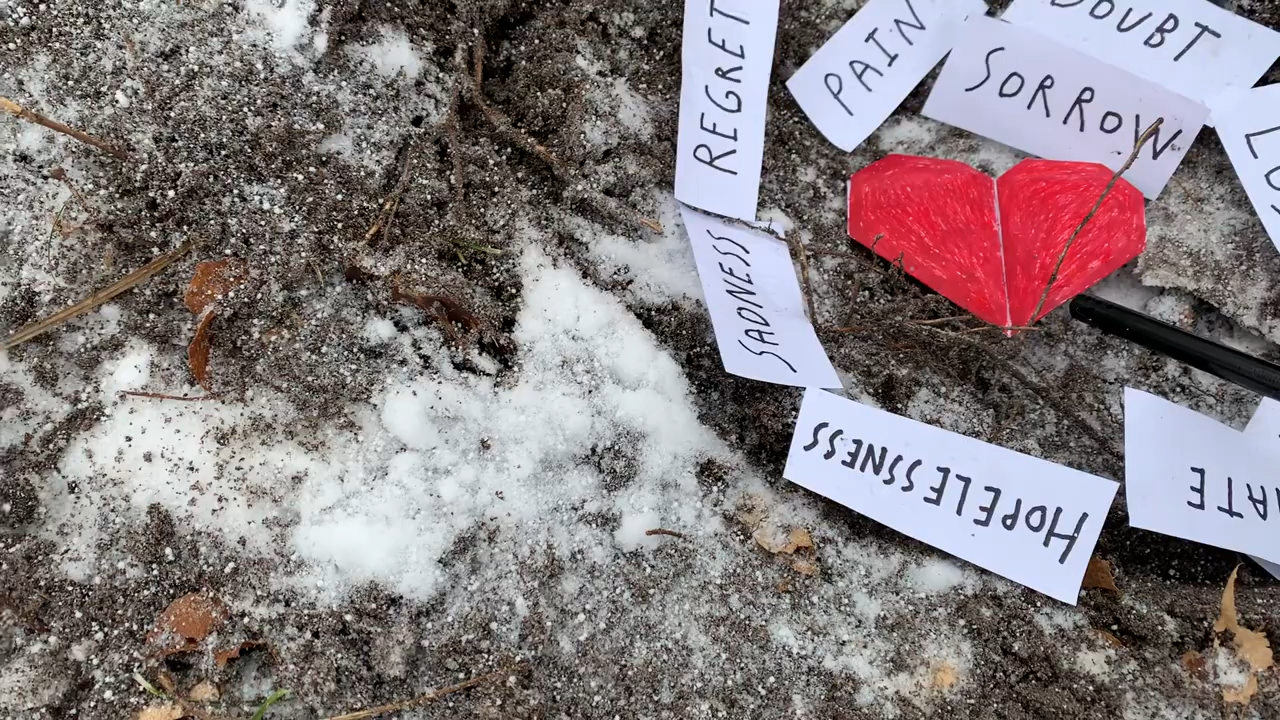 REGRET
PAIN
DOUBT
SORROW
SADNESS
HOPELESSNESS